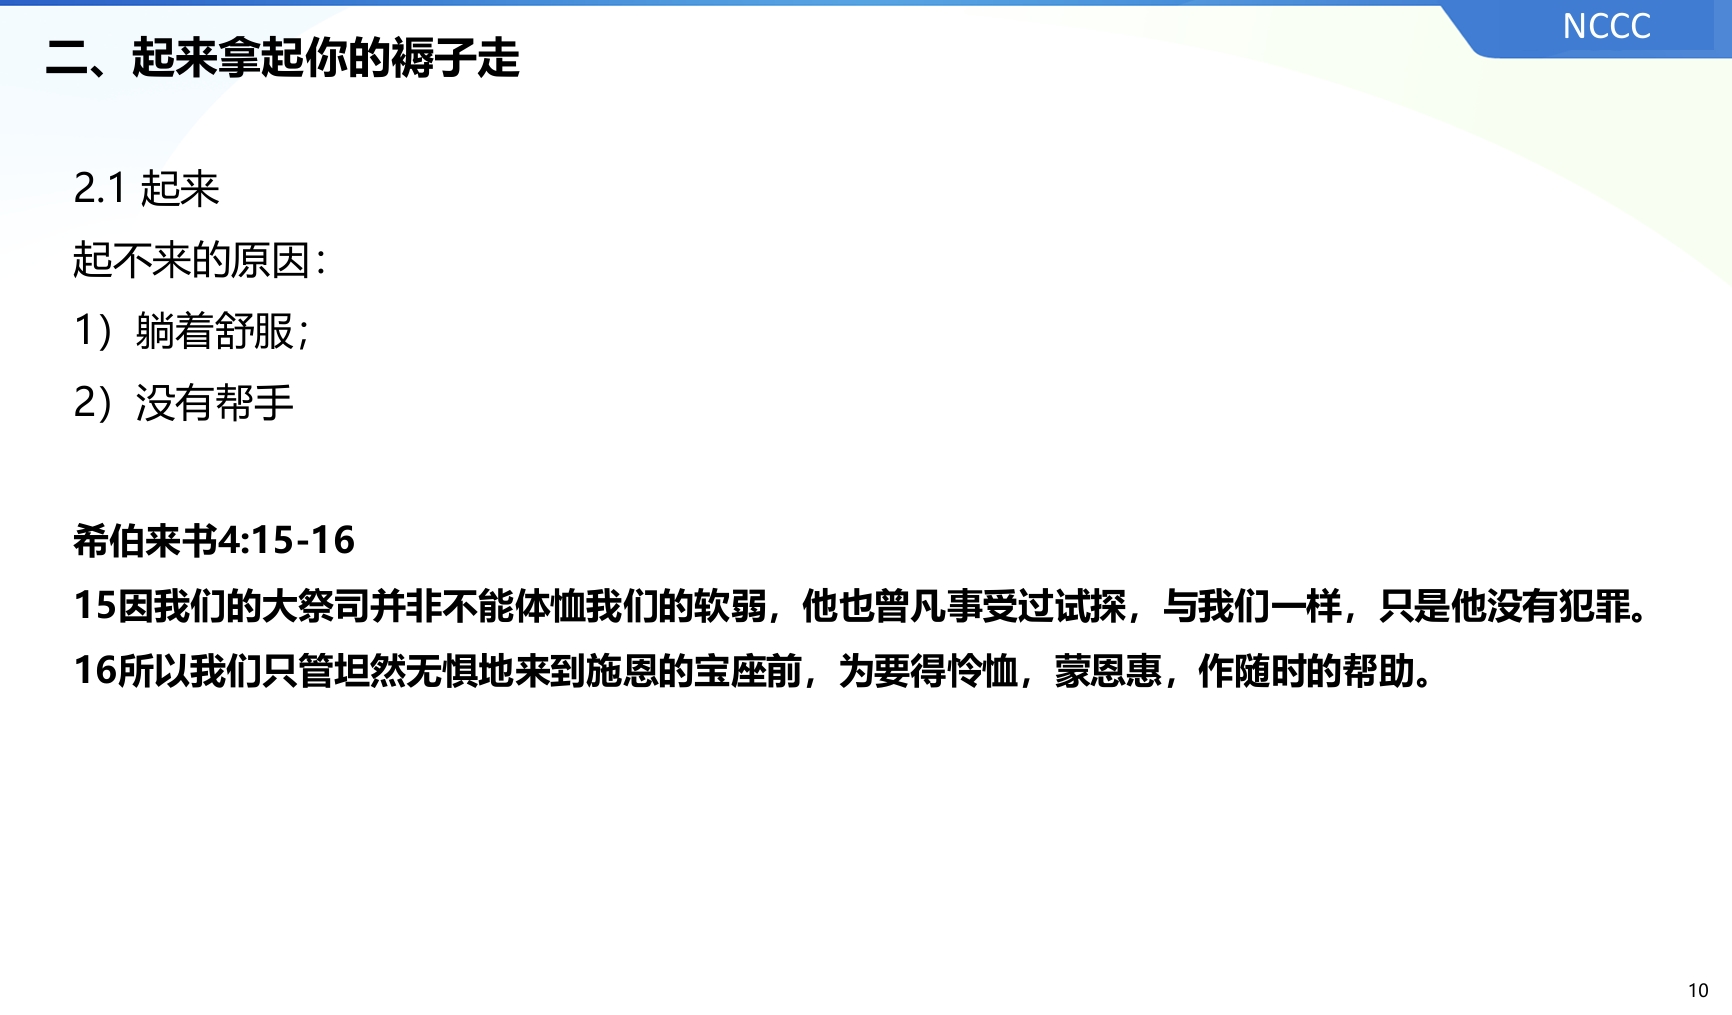 NCCC
二、起来拿起你的褥子走
2.1 起来
起不来的原因：
1）躺着舒服；
2）没有帮手
希伯来书4:15-16
15因我们的大祭司并非不能体恤我们的软弱，他也曾凡事受过试探，与我们一样，只是他没有犯罪。
16所以我们只管坦然无惧地来到施恩的宝座前，为要得怜恤，蒙恩惠，作随时的帮助。
10